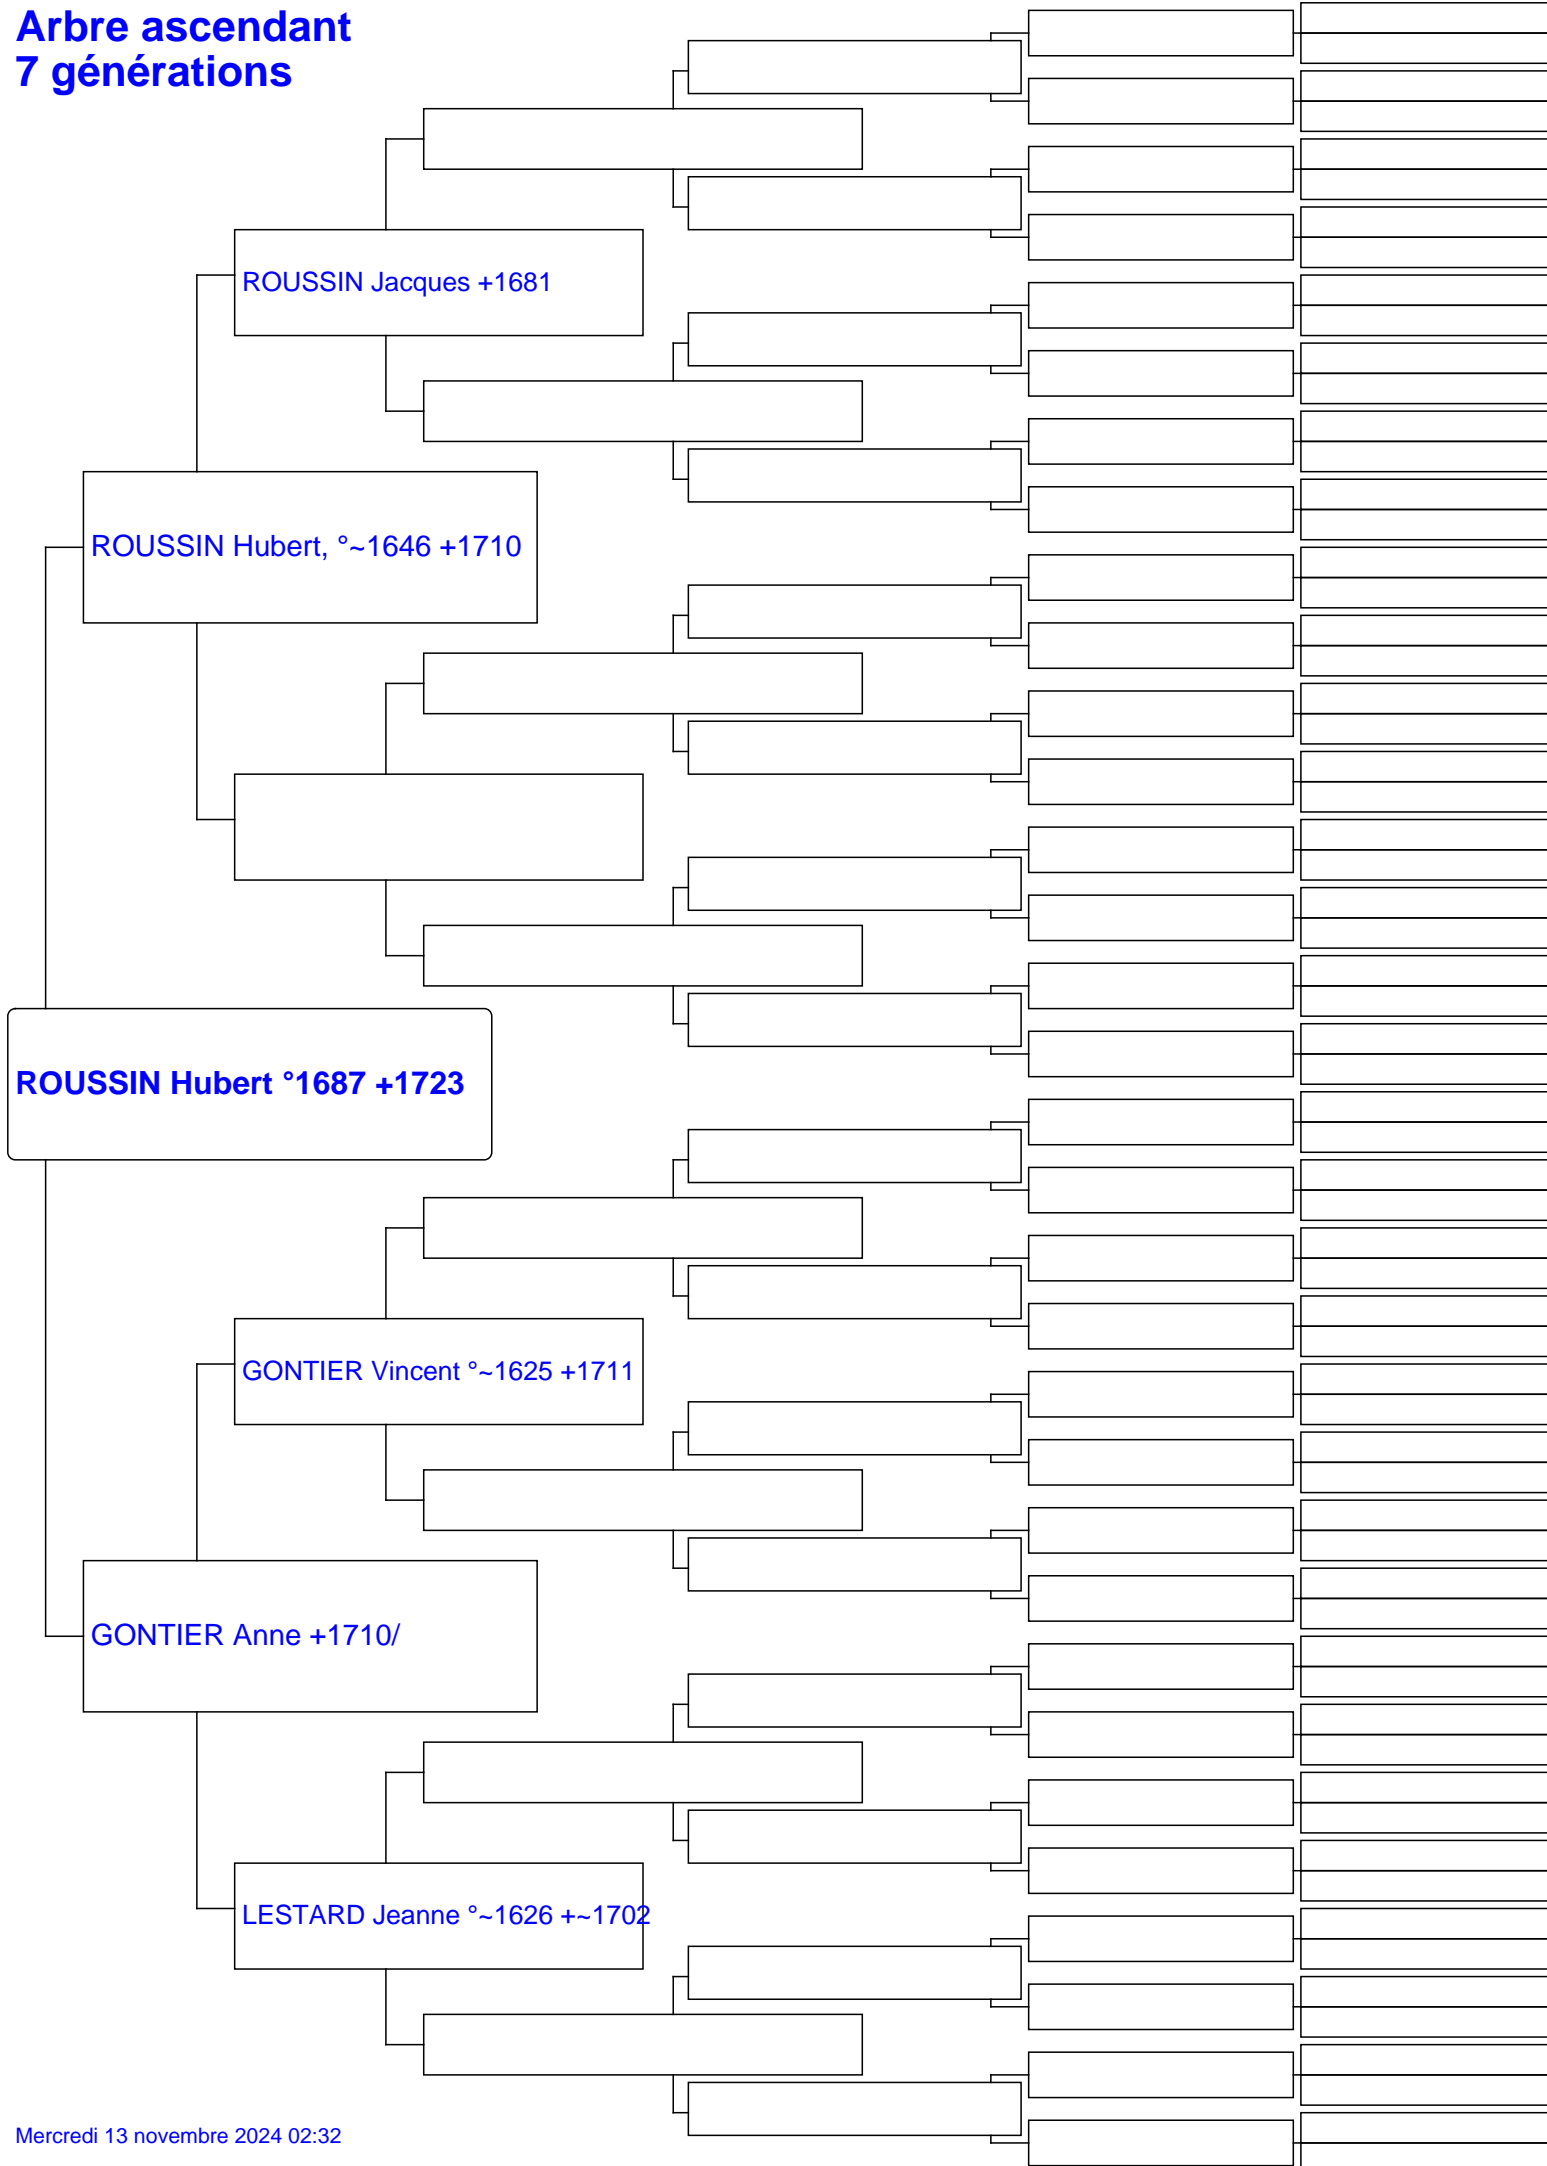 Arbre ascendant
7 générations
ROUSSIN Jacques +1681
ROUSSIN Hubert, °~1646 +1710
ROUSSIN Hubert °1687 +1723
GONTIER Vincent °~1625 +1711
GONTIER Anne +1710/
LESTARD Jeanne °~1626 +~1702
Mercredi 13 novembre 2024 02:32